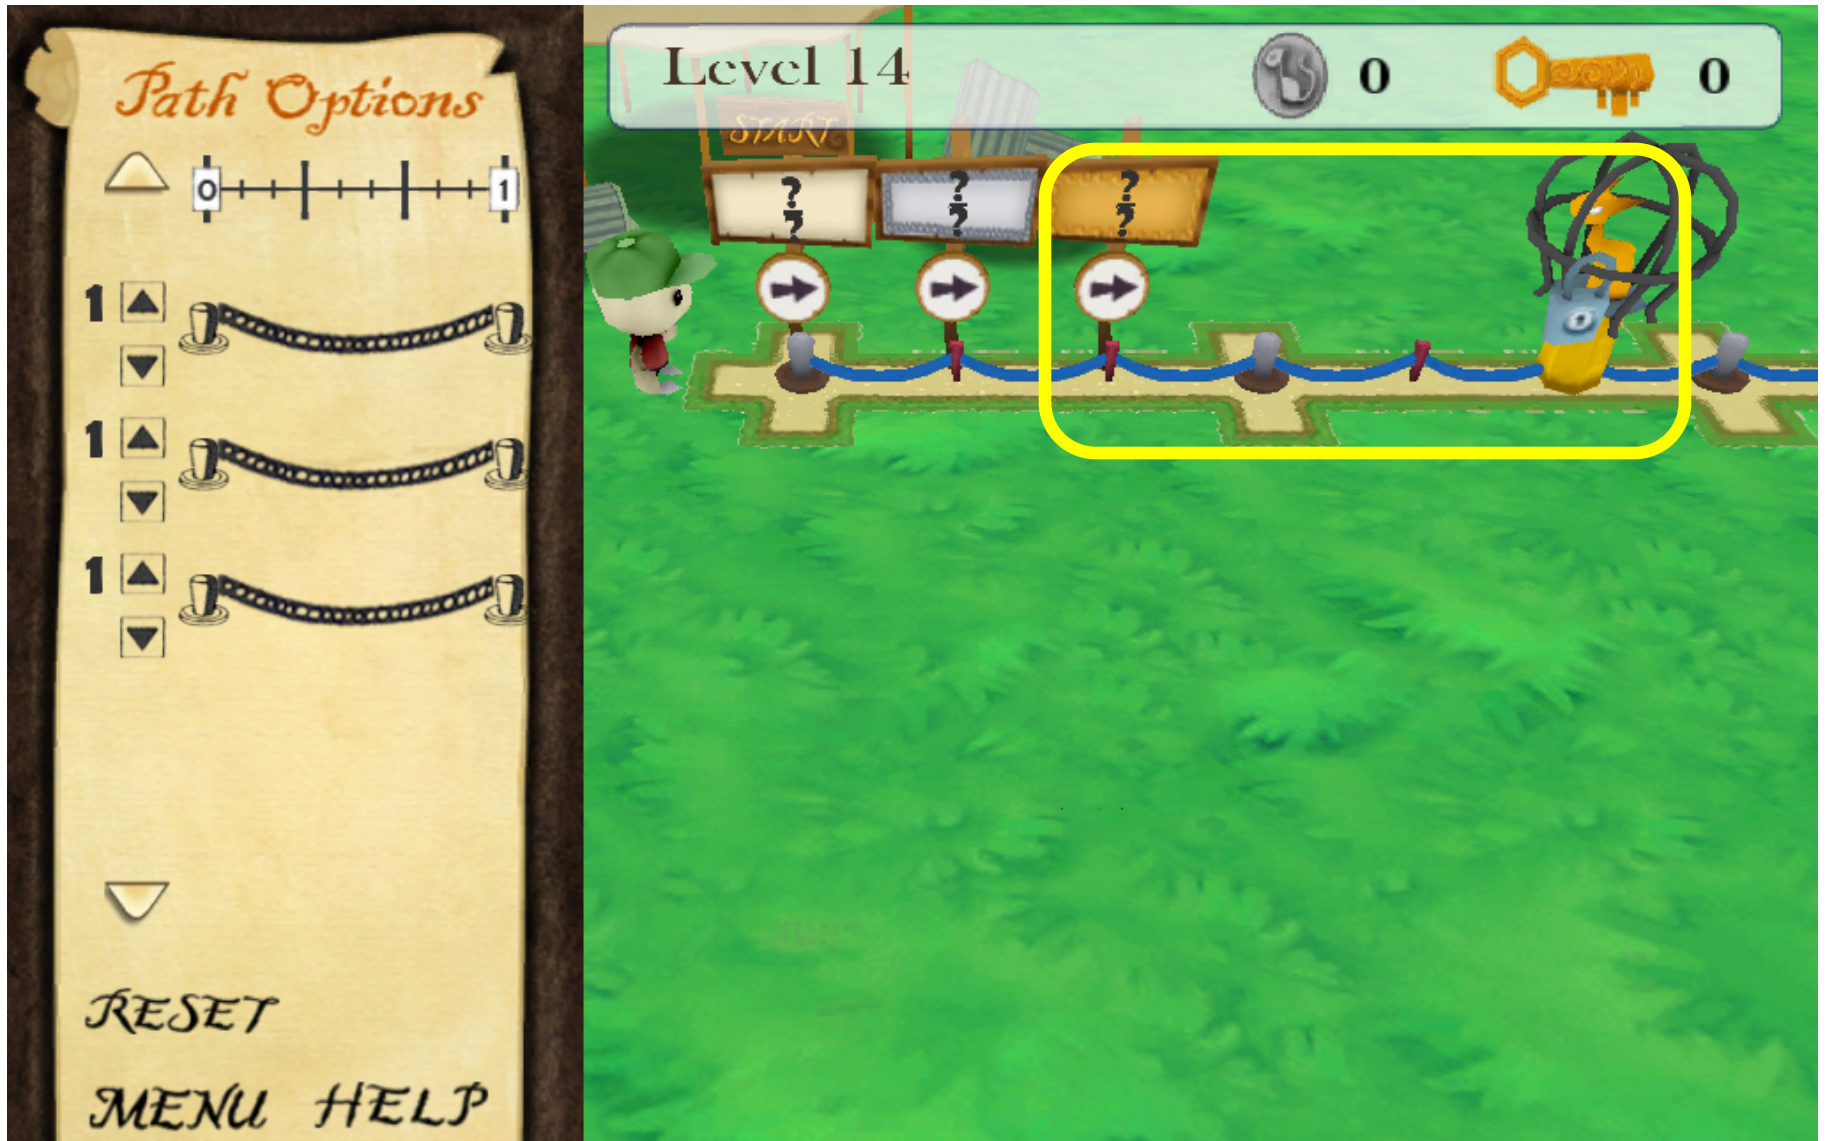 Path Options
0 1
1
1
1
RESET
MENU HELP
Level 14 0 0
START
? ? ?
? ? ?